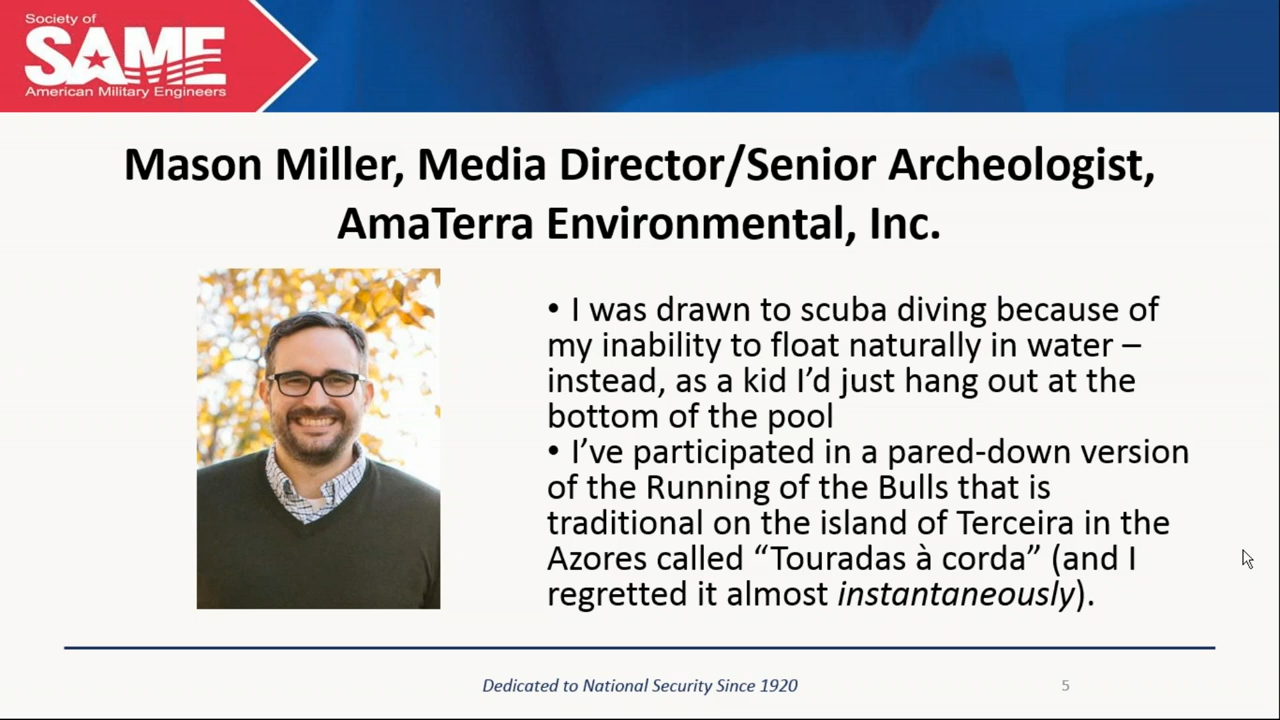 Society of
SAME
American Military Engineers
Mason Miller, Media Director/Senior Archeologist,
AmaTerra Environmental, Inc.
• I was drawn to scuba diving because of
my inability to float naturally in water –
instead, as a kid I’d just hang out at the
bottom of the pool
• I’ve participated in a pared-down version
of the Running of the Bulls that is
traditional on the island of Terceira in the
Azores called “Touradas à corda” (and I
regretted it almost instantaneously).
Dedicated to National Security Since 1920
5